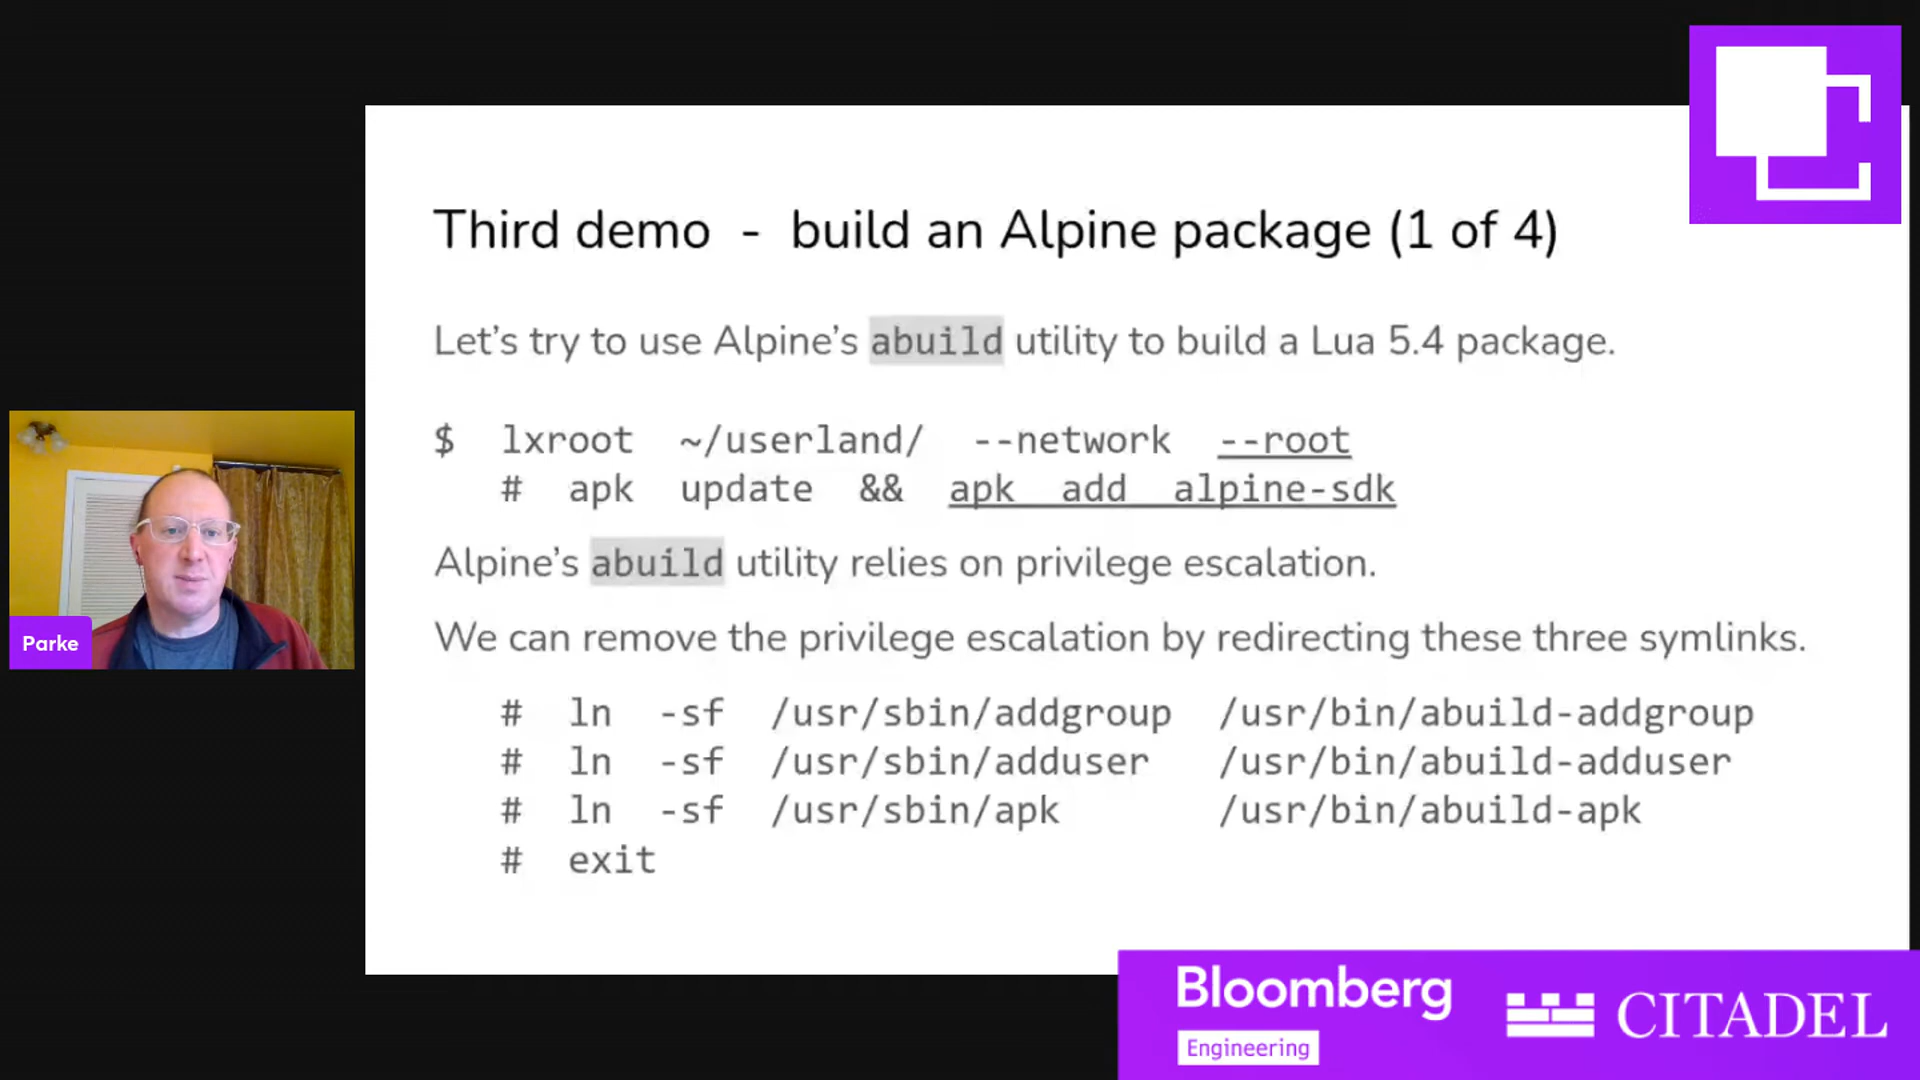 Third demo - build an Alpine package (1 of 4)
Let's try to use Alpine's abuild utility to build a Lua 5.4 package.
$ lxroot ~/userland/ --network --root
# apk update && apk add alpine-sdk
Alpine's abuild utility relies on privilege escalation.
We can remove the privilege escalation by redirecting these three symlinks.
# ln -sf /usr/sbin/addgroup /usr/bin/abuild-addgroup
# ln -sf /usr/sbin/adduser /usr/bin/abuild-adduser
# ln -sf /usr/sbin/apk /usr/bin/abuild-apk
# exit
Parke
Bloomberg
Engineering
CITADEL